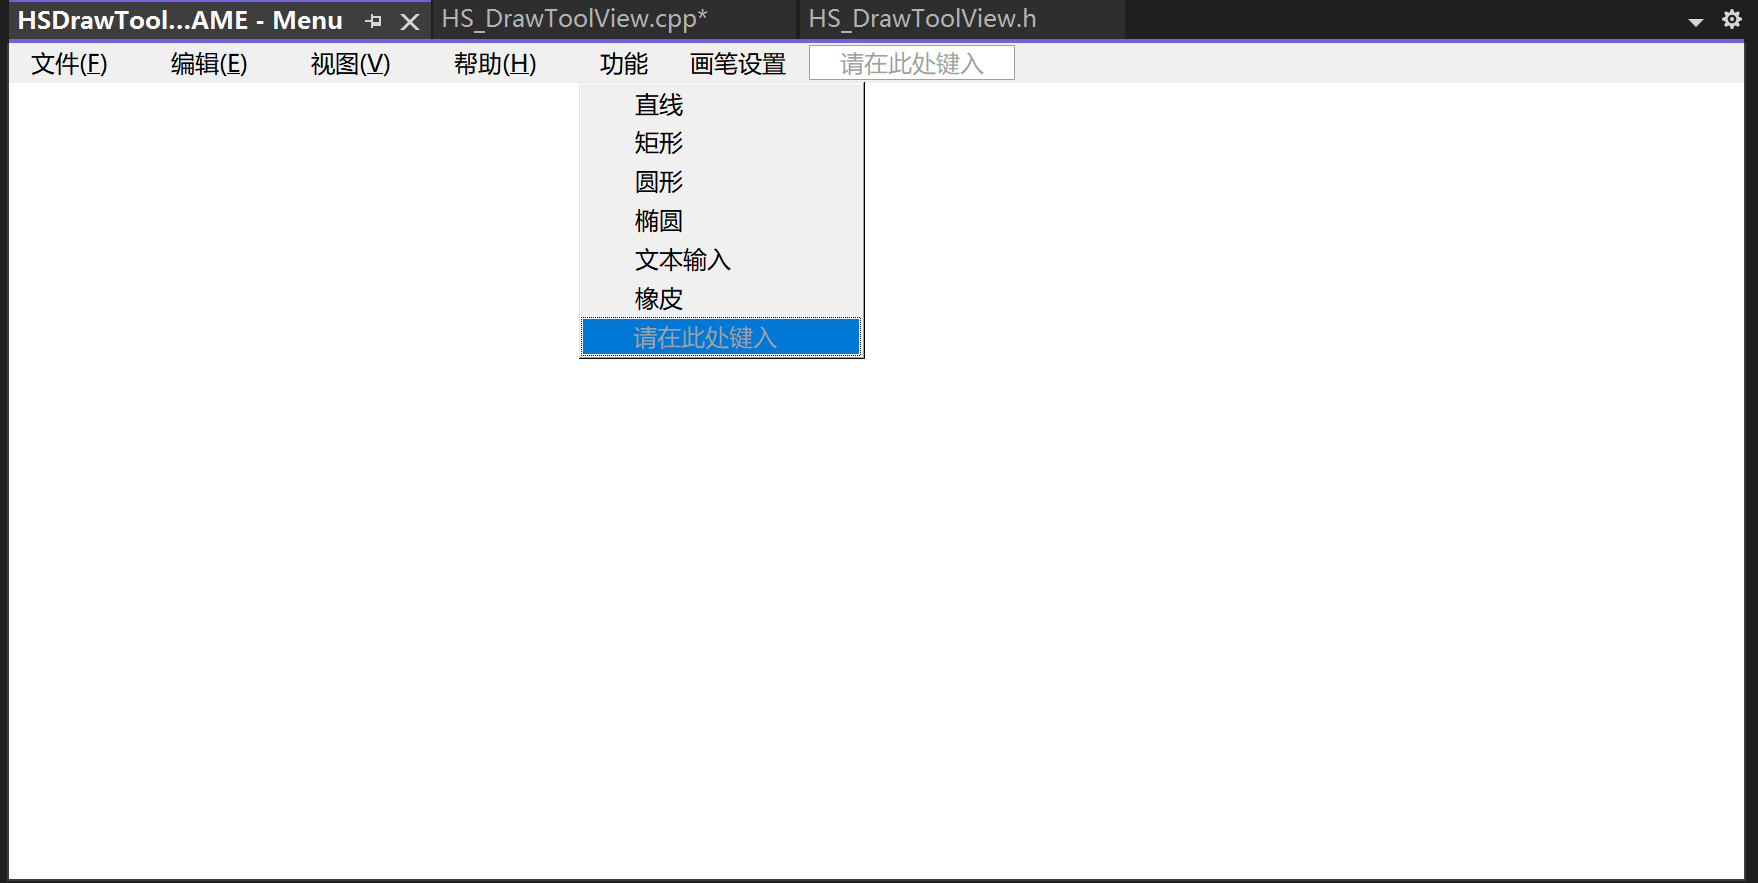 HSDrawTool...AME - Menu HS_DrawToolView.cpp* HS_DrawToolView.h
文件(F) 编辑(E) 视图(V) 帮助(H) 功能 画笔设置 请在此处键入
直线
矩形
圆形
椭圆
文本输入
橡皮
请在此处键入